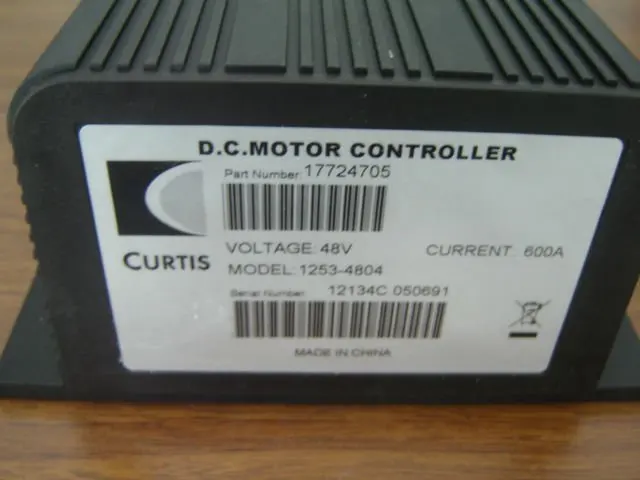 D.C.MOTOR CONTROLLER
Part Number: 17724705
VOLTAGE: 48V CURRENT: 600A
CURTIS
MODEL: 1253-4804
Serial Number: 12134C 050691
MADE IN CHINA